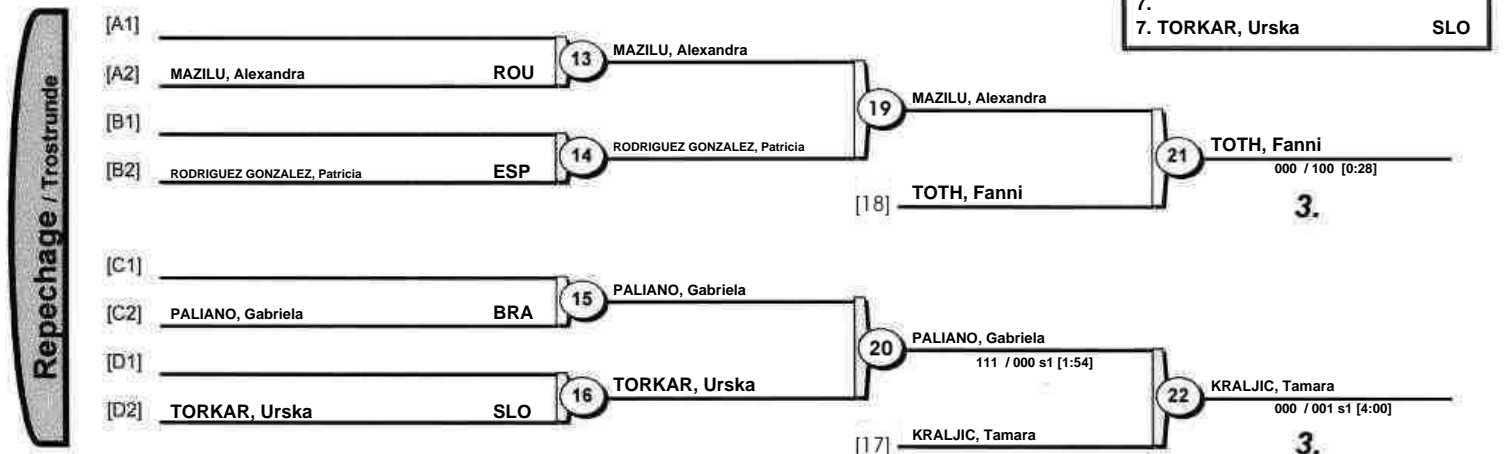 7.
7. TORKAR, Urska SLO
Repechage / Trostrunde
[A1]
[A2] MAZILU, Alexandra ROU
13
MAZILU, Alexandra
[B1]
[B2] RODRIGUEZ GONZALEZ, Patricia ESP
14
RODRIGUEZ GONZALEZ, Patricia
19
MAZILU, Alexandra
[18] TOTH, Fanni
21
TOTH, Fanni
000 / 100 [0:28]
3.
[C1]
[C2] PALIANO, Gabriela BRA
15
PALIANO, Gabriela
[D1]
[D2] TORKAR, Urska SLO
16
TORKAR, Urska
20
PALIANO, Gabriela
111 / 000 s1 [1:54]
[17] KRALJIC, Tamara
22
KRALJIC, Tamara
000 / 001 s1 [4:00]
3.